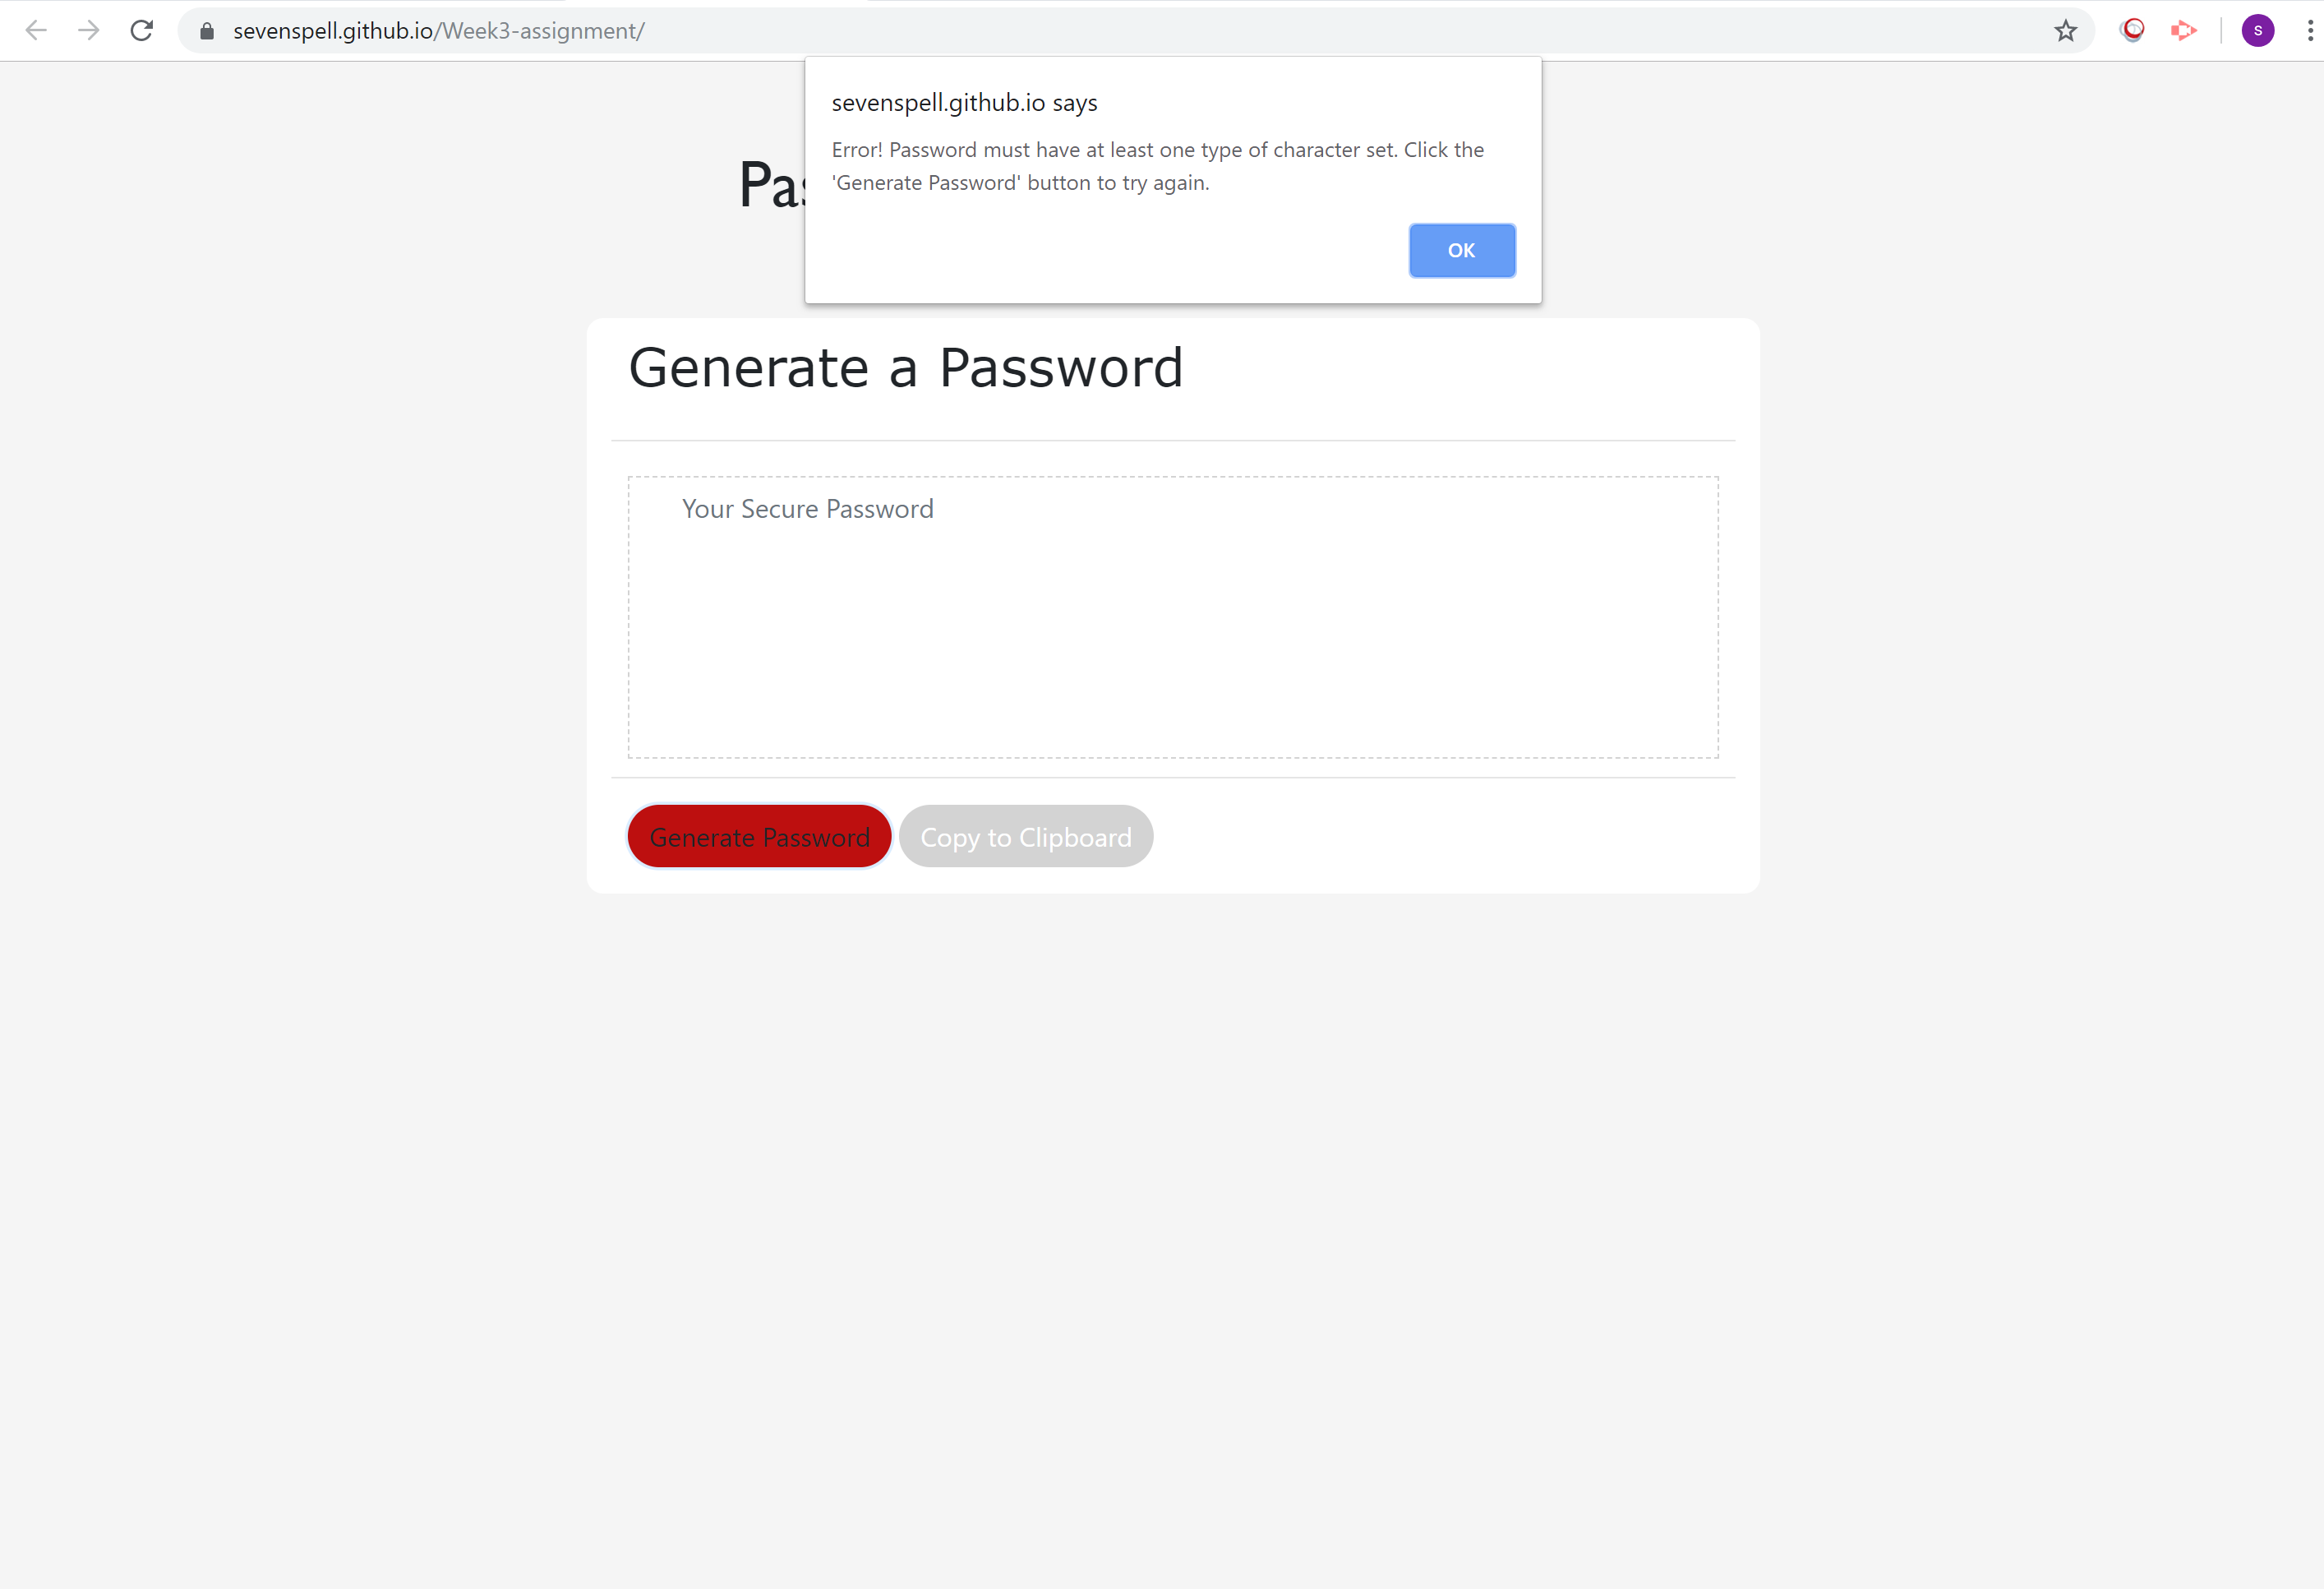 sevenspell.github.io/Week3-assignment/
S
sevenspell.github.io says
Error! Password must have at least one type of character set. Click the
'Generate Password' button to try again.
OK
Generate a Password
Your Secure Password
Generate Password
Copy to Clipboard